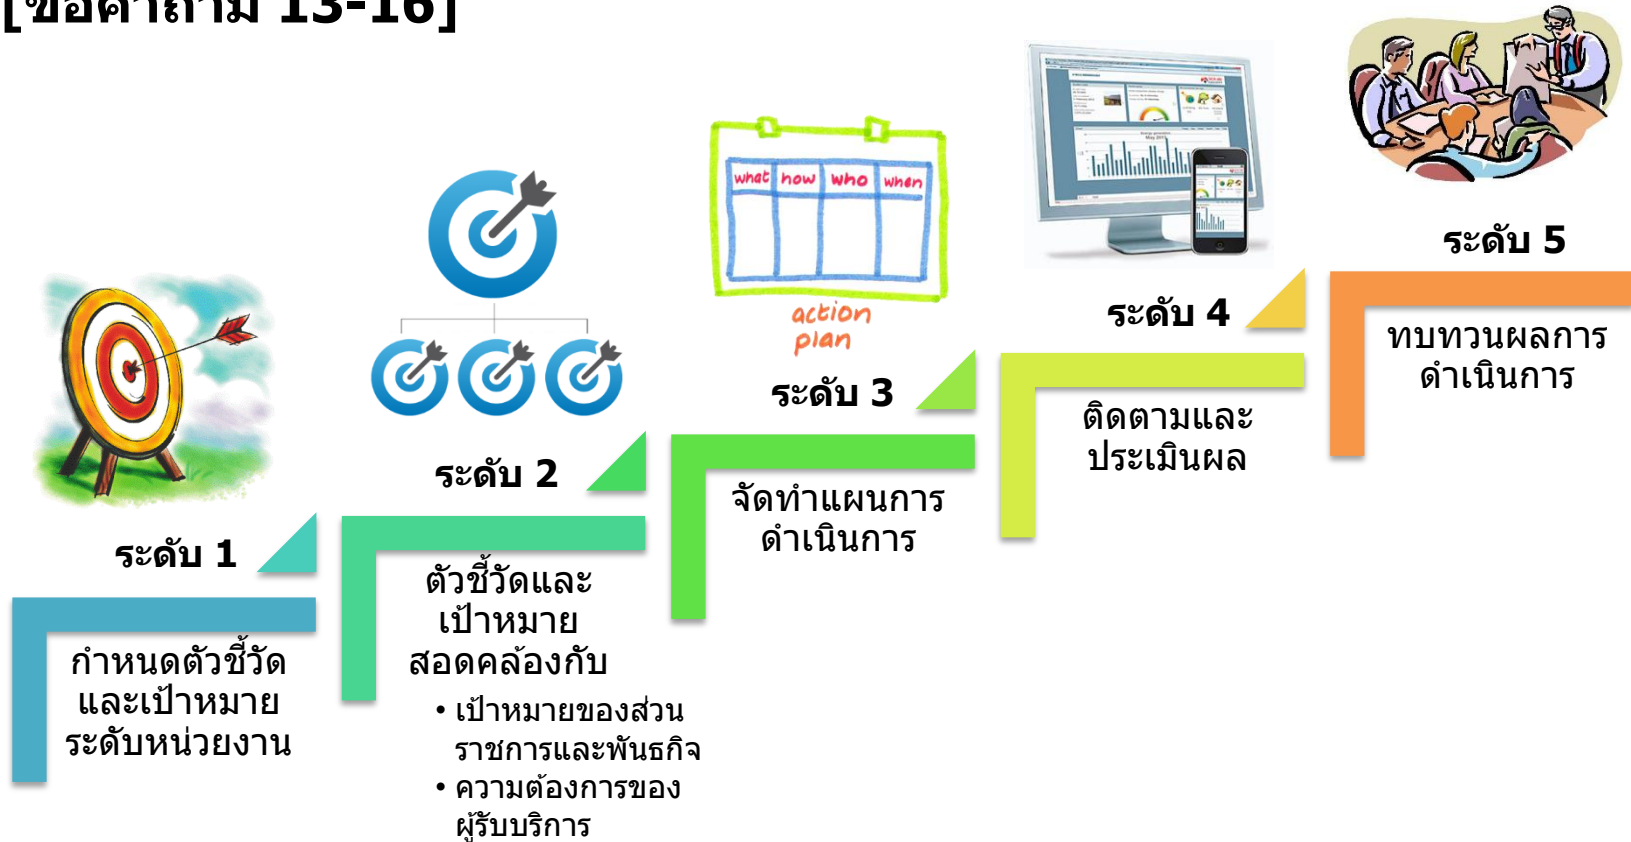 [ข้อคำถาม 13-16]
ระดับ 1
กำหนดตัวชี้วัด
และเป้าหมาย
ระดับหน่วยงาน
ระดับ 2
ตัวชี้วัดและ
เป้าหมาย
สอดคล้องกับ
• เป้าหมายของส่วน
ราชการและพันธกิจ
• ความต้องการของ
ผู้รับบริการ
what how who when
action
plan
ระดับ 3
จัดทำแผนการ
ดำเนินการ
ระดับ 4
ติดตามและ
ประเมินผล
ระดับ 5
ทบทวนผลการ
ดำเนินการ